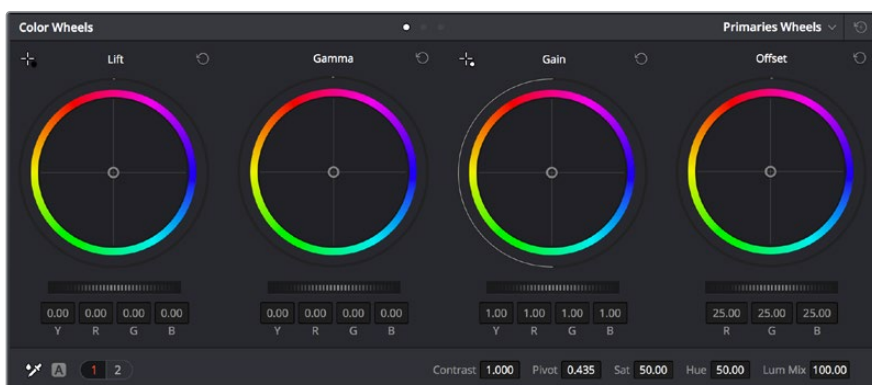 Color Wheels Primaries Wheels
Lift Gamma Gain Offset
0.00 0.00 0.00 0.00 0.00 0.00 0.00 0.00 1.00 1.00 1.00 1.00 25.00 25.00 25.00
Y R G B Y R G B Y R G B R G B
A 1 2 Contrast 1.000 Pivot 0.435 Sat 50.00 Hue 50.00 Lum Mix 100.00